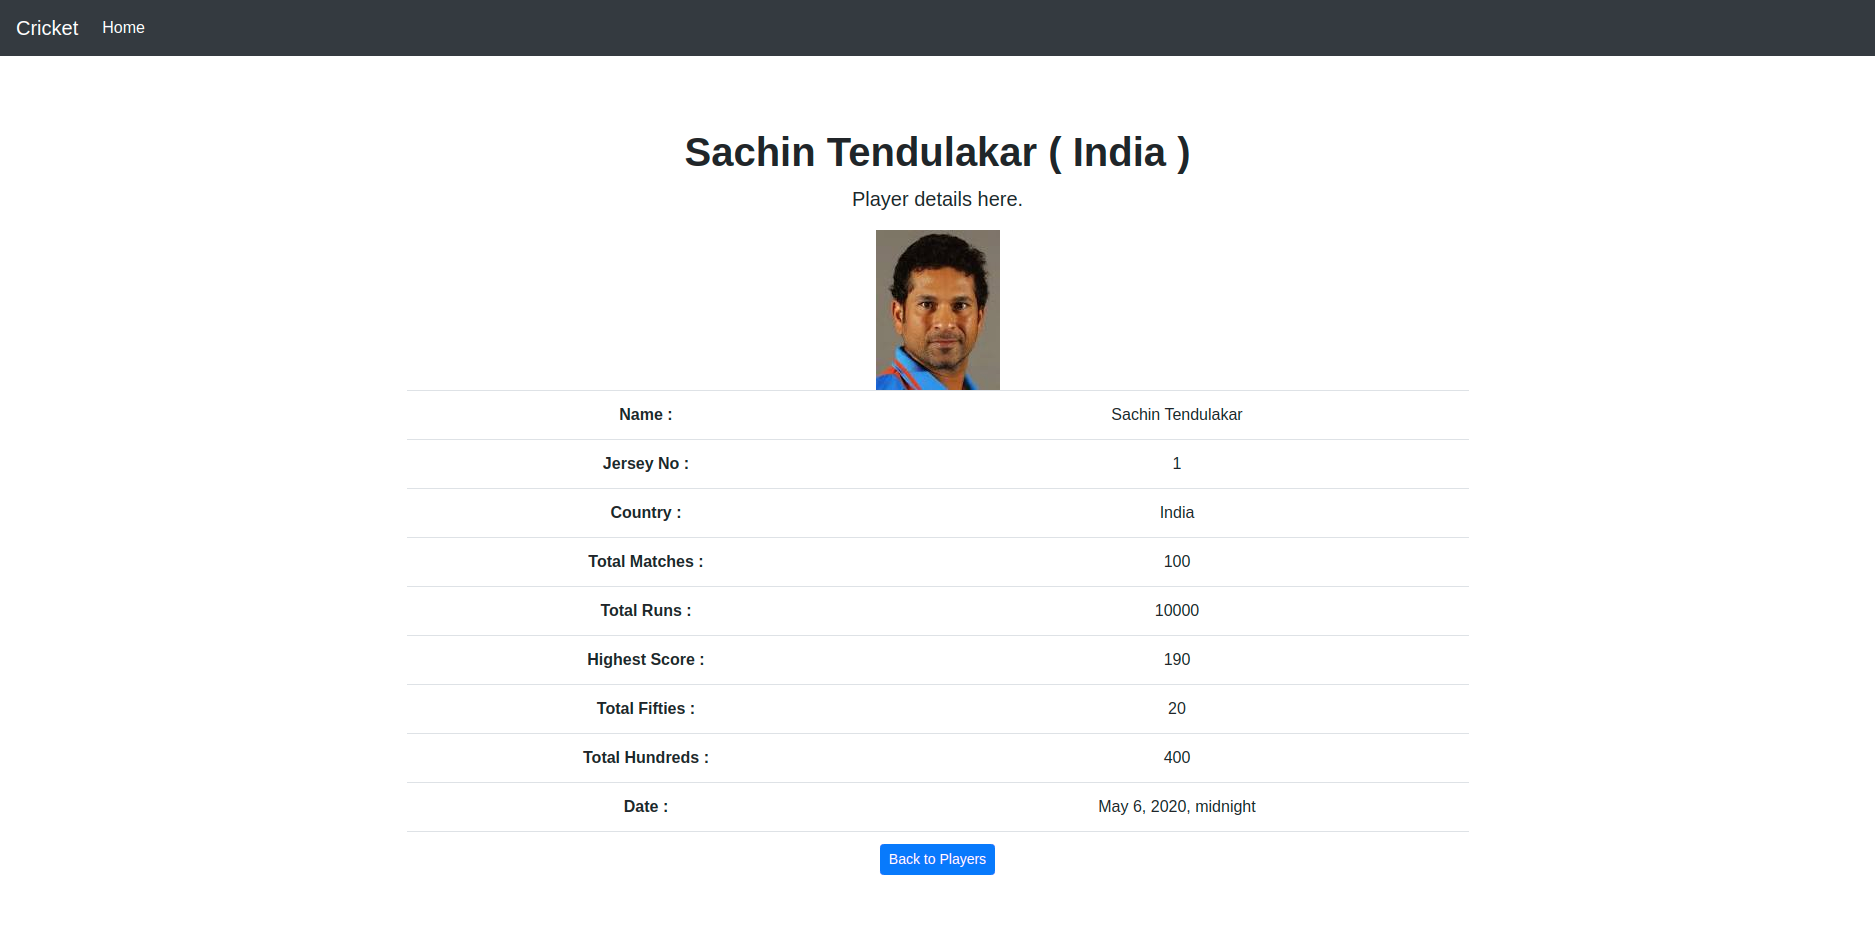 Cricket Home
Sachin Tendulakar ( India )
Player details here.
Name : Sachin Tendulakar
Jersey No : 1
Country : India
Total Matches : 100
Total Runs : 10000
Highest Score : 190
Total Fifties : 20
Total Hundreds : 400
Date : May 6, 2020, midnight
Back to Players